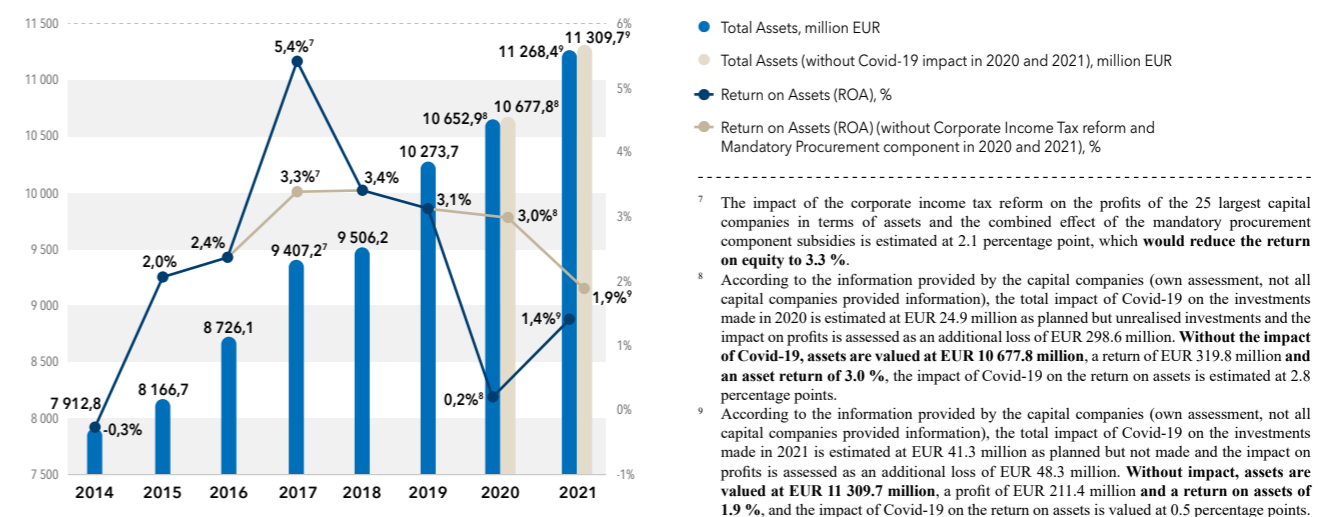 11 500
11 000
10 500
10 000
9 500
9 000
8 500
8 000
7 500
6%
5%
4%
3%
2%
1%
0%
-1%
7 912,8
-0,3%
8 166,7
2,0%
8 726,1
2,4%
9 407,2⁷
5,4%⁷
3,3%⁷
9 506,2
3,4%
10 273,7
3,1%
10 652,9⁸
10 677,8⁸
3,0%⁸
0,2%⁸
11 268,4⁹
11 309,7⁹
1,9%⁹
1,4%⁹
2014 2015 2016 2017 2018 2019 2020 2021
Total Assets, million EUR
Total Assets (without Covid-19 impact in 2020 and 2021), million EUR
Return on Assets (ROA), %
Return on Assets (ROA) (without Corporate Income Tax reform and
Mandatory Procurement component in 2020 and 2021), %
⁷ The impact of the corporate income tax reform on the profits of the 25 largest capital
companies in terms of assets and the combined effect of the mandatory procurement
component subsidies is estimated at 2.1 percentage point, which would reduce the return
on equity to 3.3 %.
⁸ According to the information provided by the capital companies (own assessment, not all
capital companies provided information), the total impact of Covid-19 on the investments
made in 2020 is estimated at EUR 24.9 million as planned but unrealised investments and the
impact on profits is assessed as an additional loss of EUR 298.6 million. Without the impact
of Covid-19, assets are valued at EUR 10 677.8 million, a return of EUR 319.8 million and
an asset return of 3.0 %, the impact of Covid-19 on the return on assets is estimated at 2.8
percentage points.
⁹ According to the information provided by the capital companies (own assessment, not all
capital companies provided information), the total impact of Covid-19 on the investments
made in 2021 is estimated at EUR 41.3 million as planned but not made and the impact on
profits is assessed as an additional loss of EUR 48.3 million. Without impact, assets are
valued at EUR 11 309.7 million, a profit of EUR 211.4 million and a return on assets of
1.9 %, and the impact of Covid-19 on the return on assets is valued at 0.5 percentage points.